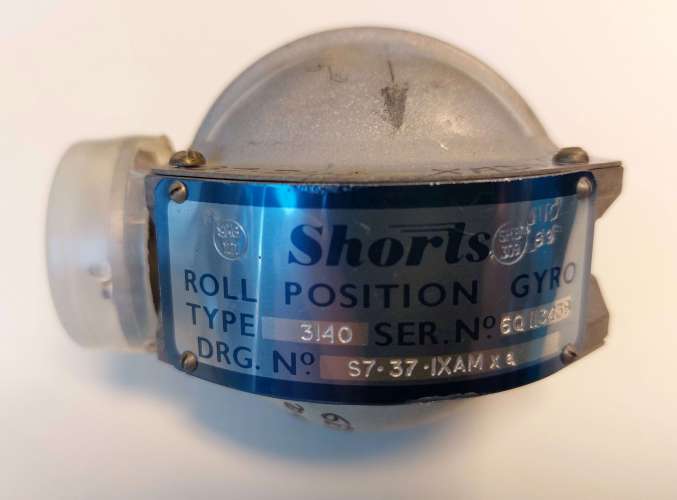 Shorts
ROLL POSITION GYRO
TYPE 3140 SER. Nº
DRG. Nº S7·37·IXAM x a